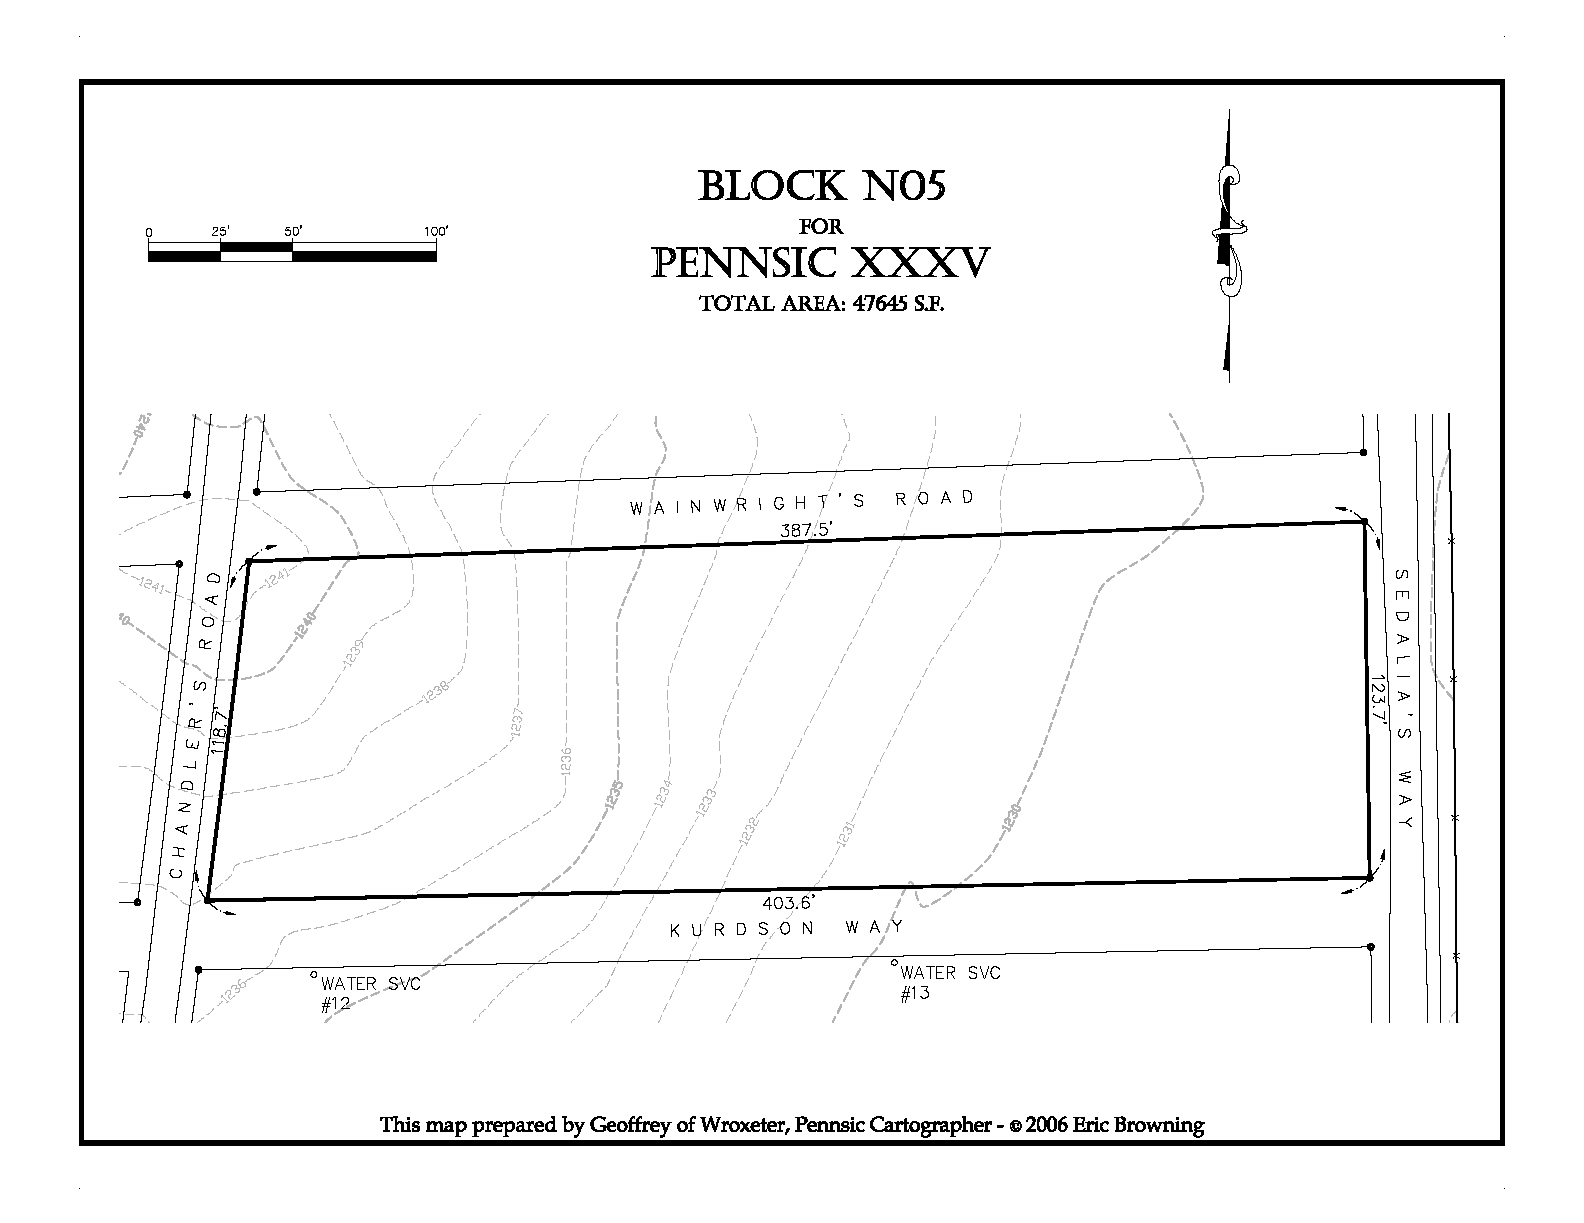 BLOCK N05
FOR
PENNSIC XXXV
TOTAL AREA: 47645 S.F.
0 25' 50' 100'
1240
WAINWRIGHT'S ROAD
387.5'
1241
1241
1240
1239
1238
1237
1236
1235
1234
1233
1232
1231
1230
CHANDLER'S ROAD
118.7'
SEDALIA'S WAY
123.7'
403.6'
KURDSON WAY
1236
WATER SVC
#12
WATER SVC
#13
This map prepared by Geoffrey of Wroxeter, Pennsic Cartographer - © 2006 Eric Browning